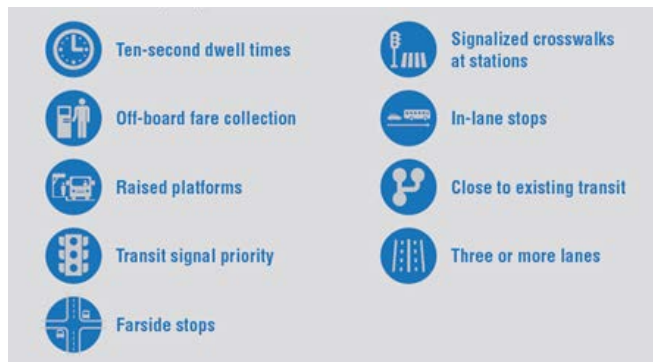 Ten-second dwell times
Off-board fare collection
Raised platforms
Transit signal priority
Farside stops
Signalized crosswalks
at stations
In-lane stops
Close to existing transit
Three or more lanes